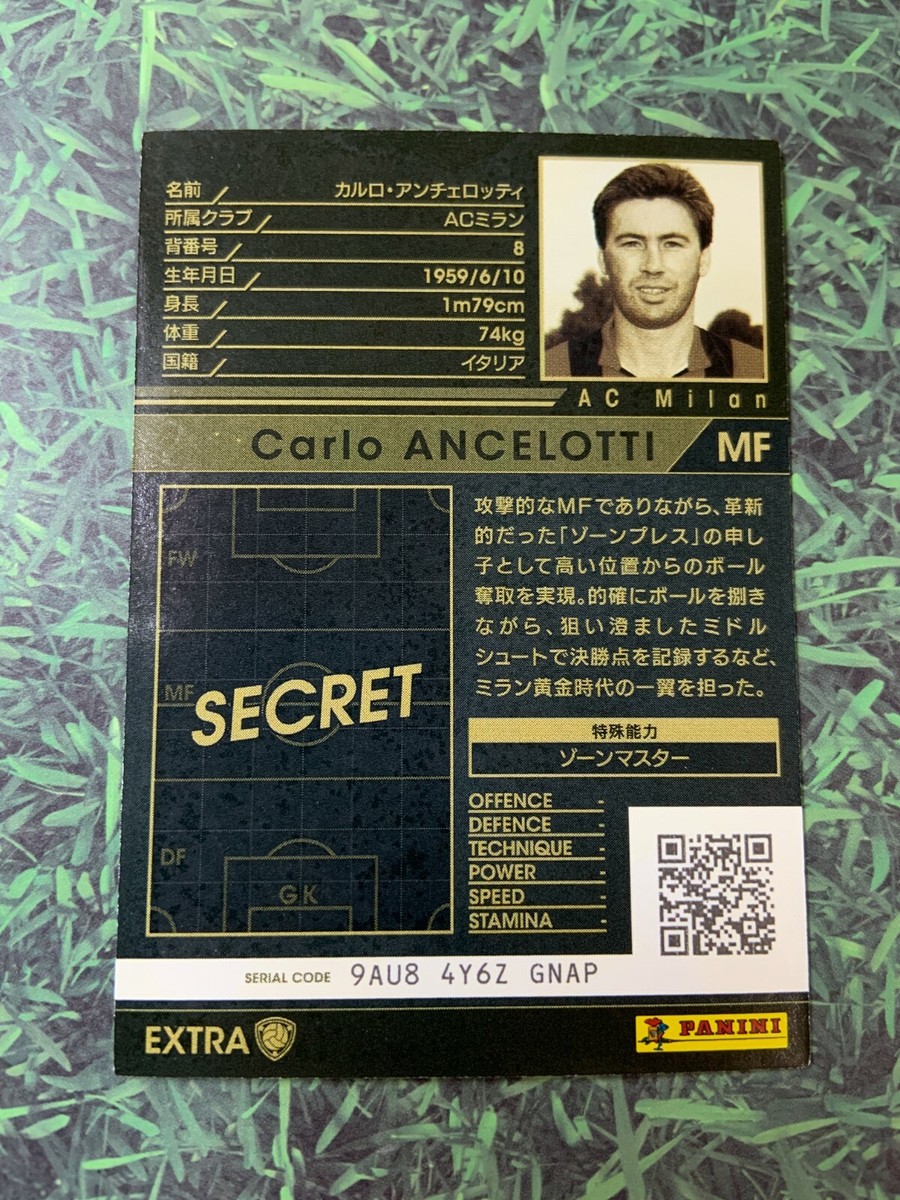 名前 カルロ・アンチェロッティ
所属クラブ ACミラン
背番号 8
生年月日 1959/6/10
身長 1m79cm
体重 74kg
国籍 イタリア
AC Milan
Carlo ANCELOTTI MF
FW
MF
SECRET
DF
GK
攻撃的なMFでありながら、革新
的だった「ゾーンプレス」の申し
子として高い位置からのボール
奪取を実現。的確にボールを捌き
ながら、狙い澄ましたミドル
シュートで決勝点を記録するなど、
ミラン黄金時代の一翼を担った。
特殊能力
ゾーンマスター
OFFENCE -
DEFENCE -
TECHNIQUE -
POWER -
SPEED -
STAMINA -
SERIAL CODE 9AU8 4Y6Z GNAP
EXTRA
PANINI